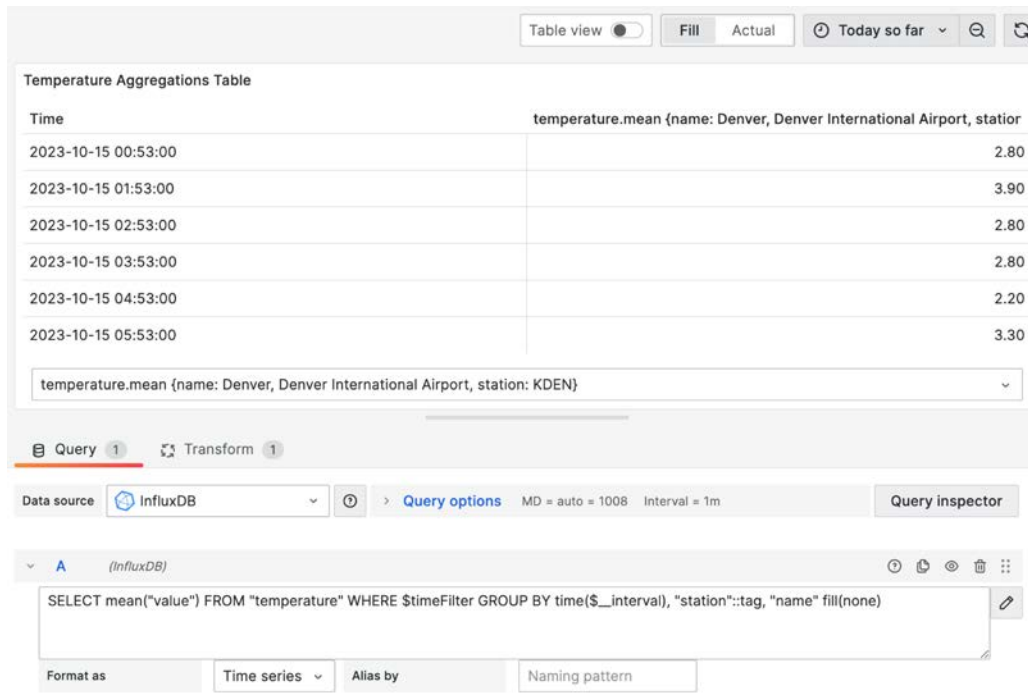 Table view Fill Actual Today so far
Temperature Aggregations Table
Time temperature.mean {name: Denver, Denver International Airport, station
2023-10-15 00:53:00 2.80
2023-10-15 01:53:00 3.90
2023-10-15 02:53:00 2.80
2023-10-15 03:53:00 2.80
2023-10-15 04:53:00 2.20
2023-10-15 05:53:00 3.30
temperature.mean {name: Denver, Denver International Airport, station: KDEN}
Query 1 Transform 1
Data source InfluxDB Query options MD = auto = 1008 Interval = 1m Query inspector
A (InfluxDB)
SELECT mean("value") FROM "temperature" WHERE $timeFilter GROUP BY time($__interval), "station"::tag, "name" fill(none)
Format as Time series Alias by Naming pattern